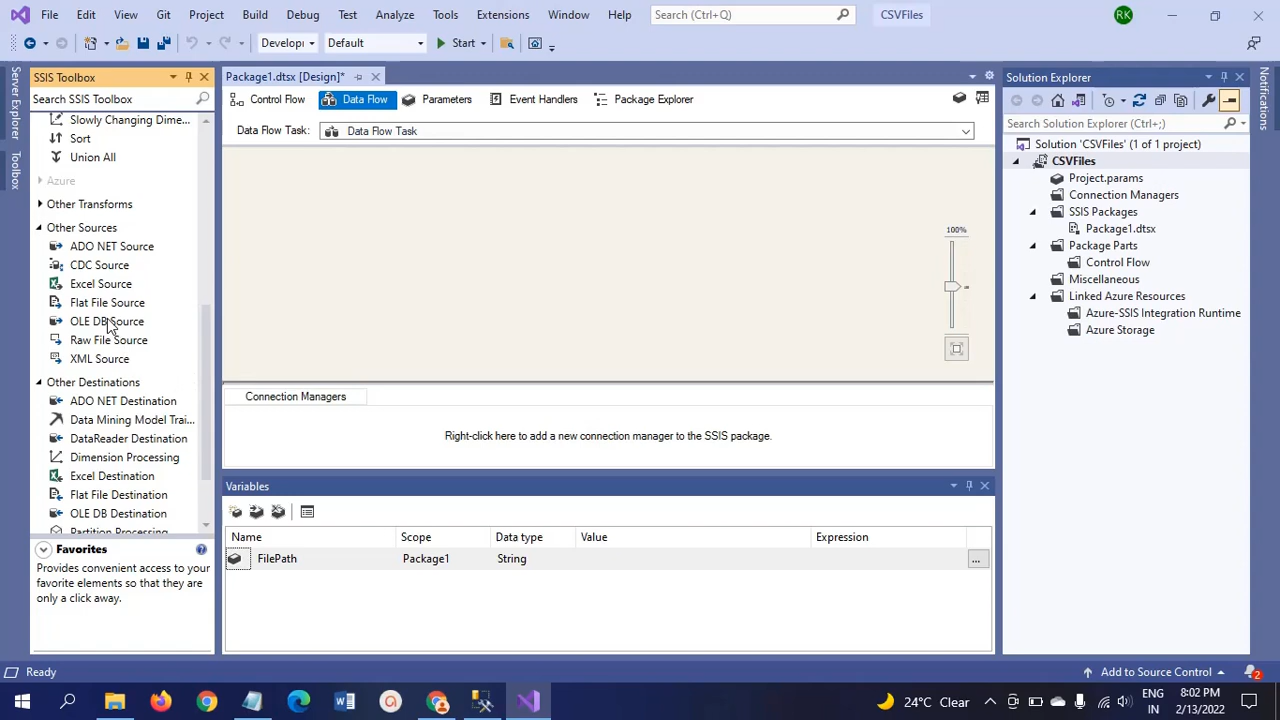 File Edit View Git Project Build Debug Test Analyze Tools Extensions Window Help Search (Ctrl+Q) CSVFiles RK
Developi Default Start
SSIS Toolbox
Search SSIS Toolbox
Slowly Changing Dime...
Sort
Union All
Azure
Other Transforms
Other Sources
ADO NET Source
CDC Source
Excel Source
Flat File Source
OLE DB Source
Raw File Source
XML Source
Other Destinations
ADO NET Destination
Data Mining Model Trai...
DataReader Destination
Dimension Processing
Excel Destination
Flat File Destination
OLE DB Destination
Partition Processing
Favorites
Provides convenient access to your
favorite elements so that they are
only a click away.
Server Explorer
Toolbox
Package1.dtsx [Design]*
Control Flow Data Flow Parameters Event Handlers Package Explorer
Data Flow Task: Data Flow Task
100%
Connection Managers
Right-click here to add a new connection manager to the SSIS package.
Variables
Name Scope Data type Value Expression
FilePath Package1 String ...
Solution Explorer
Search Solution Explorer (Ctrl+;)
Solution 'CSVFiles' (1 of 1 project)
CSVFiles
Project.params
Connection Managers
SSIS Packages
Package1.dtsx
Package Parts
Control Flow
Miscellaneous
Linked Azure Resources
Azure-SSIS Integration Runtime
Azure Storage
Notifications
Ready Add to Source Control 2
24°C Clear ENG IN 8:02 PM 2/13/2022